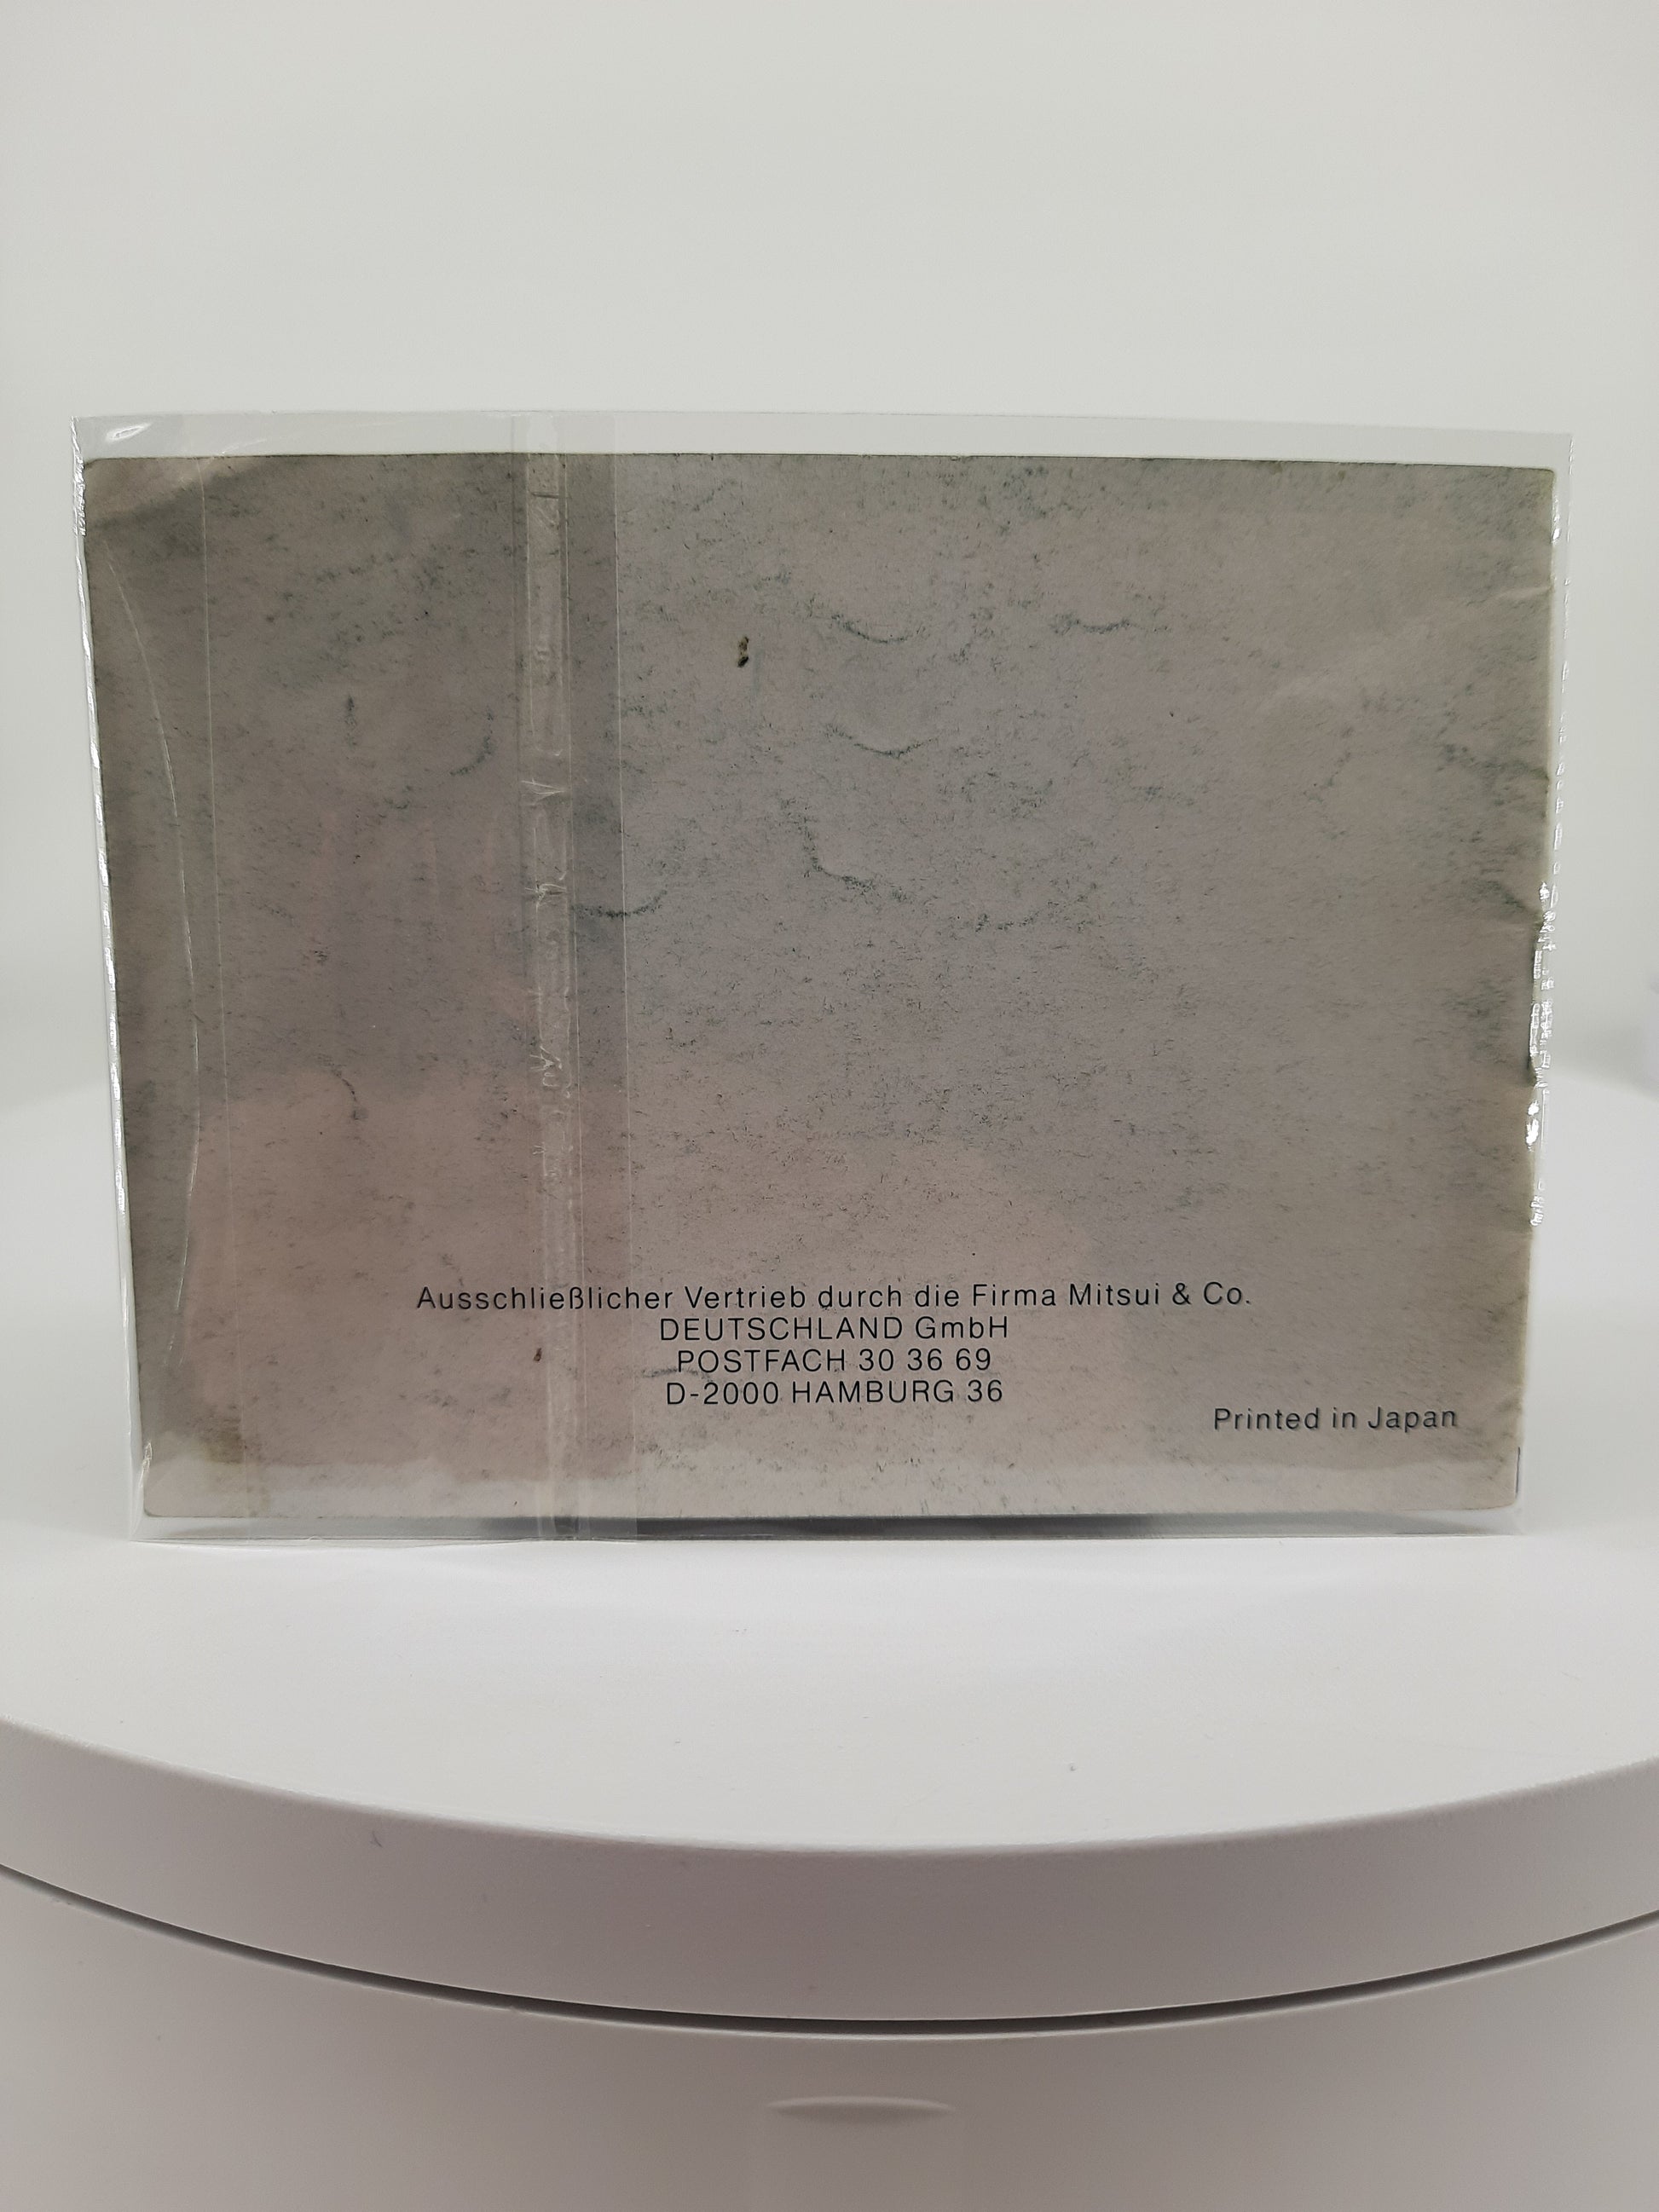 Ausschließlicher Vertrieb durch die Firma Mitsui & Co.
DEUTSCHLAND GmbH
POSTFACH 30 36 69
D-2000 HAMBURG 36
Printed in Japan